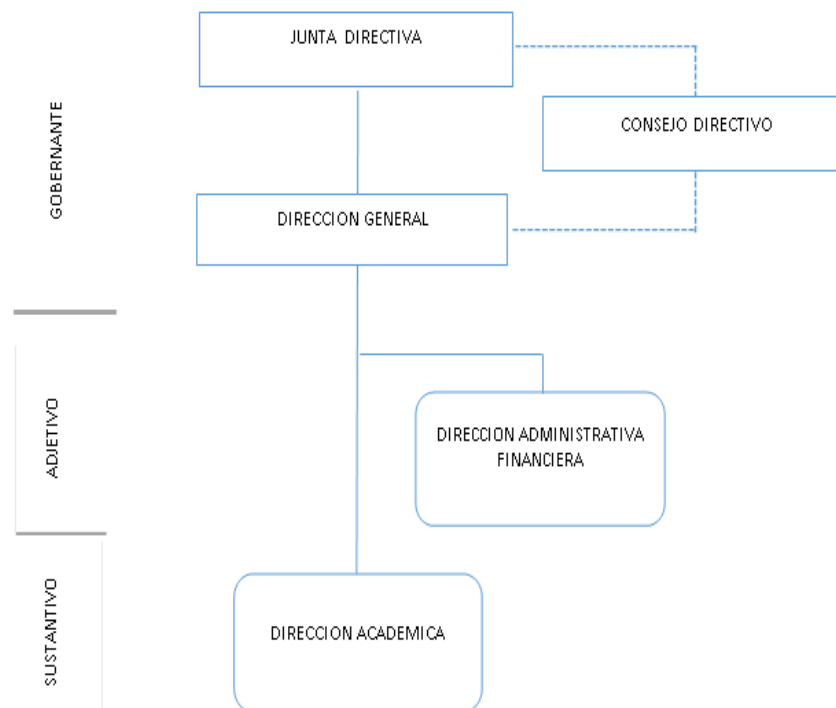 JUNTA DIRECTIVA
CONSEJO DIRECTIVO
GOBERNANTE
DIRECCION GENERAL
ADJETIVO
DIRECCION ADMINISTRATIVA
FINANCIERA
SUSTANTIVO
DIRECCION ACADEMICA